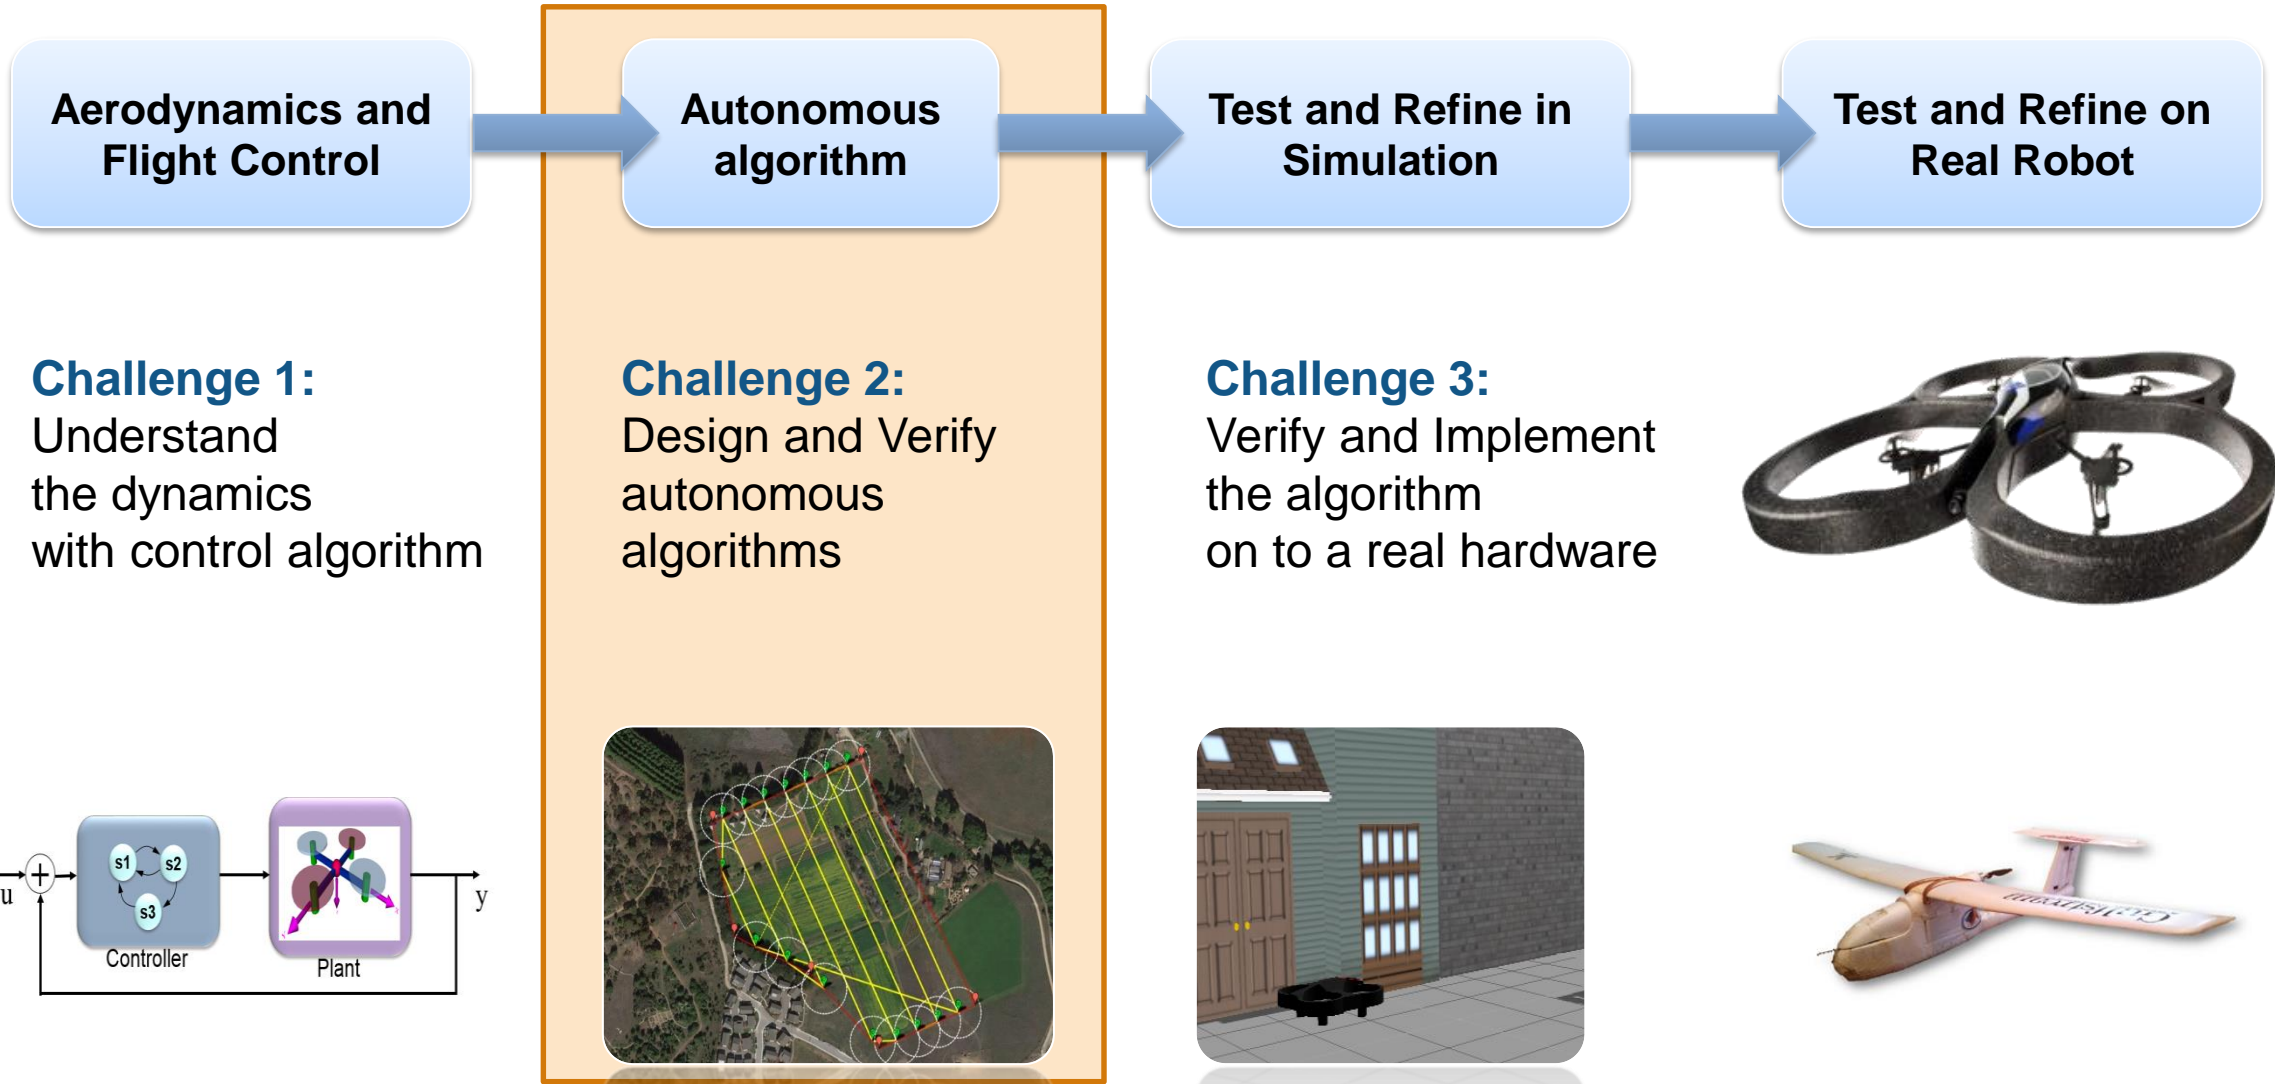 Aerodynamics and
Flight Control
Autonomous
algorithm
Test and Refine in
Simulation
Test and Refine on
Real Robot
Challenge 1:
Understand
the dynamics
with control algorithm
Challenge 2:
Design and Verify
autonomous
algorithms
Challenge 3:
Verify and Implement
the algorithm
on to a real hardware
u
+
s1
s2
s3
Controller
Plant
y